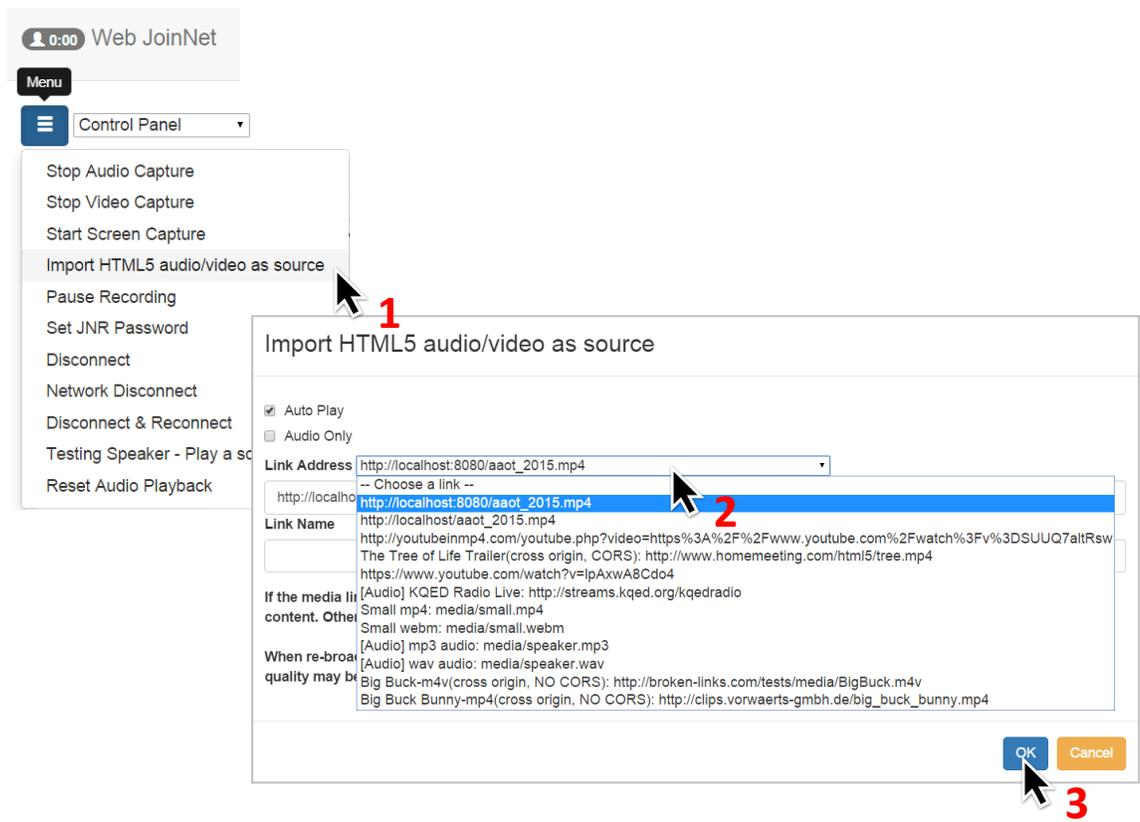 0:00 Web JoinNet
Menu
Control Panel
Stop Audio Capture
Stop Video Capture
Start Screen Capture
Import HTML5 audio/video as source
Pause Recording
Set JNR Password
Disconnect
Network Disconnect
Disconnect & Reconnect
Testing Speaker - Play a so
Reset Audio Playback
1
Import HTML5 audio/video as source
Auto Play
Audio Only
Link Address http://localhost:8080/aaot_2015.mp4
http://localho
Link Name
If the media li
content. Other
When re-broad
quality may be
-- Choose a link --
http://localhost:8080/aaot_2015.mp4
http://localhost/aaot_2015.mp4
http://youtubeinmp4.com/youtube.php?video=https%3A%2F%2Fwww.youtube.com%2Fwatch%3Fv%3DSUUQ7altRsw
The Tree of Life Trailer(cross origin, CORS): http://www.homemeeting.com/html5/tree.mp4
https://www.youtube.com/watch?v=lpAxwA8Cdo4
[Audio] KQED Radio Live: http://streams.kqed.org/kqedradio
Small mp4: media/small.mp4
Small webm: media/small.webm
[Audio] mp3 audio: media/speaker.mp3
[Audio] wav audio: media/speaker.wav
Big Buck-m4v(cross origin, NO CORS): http://broken-links.com/tests/media/BigBuck.m4v
Big Buck Bunny-mp4(cross origin, NO CORS): http://clips.vorwaerts-gmbh.de/big_buck_bunny.mp4
2
OK
Cancel
3